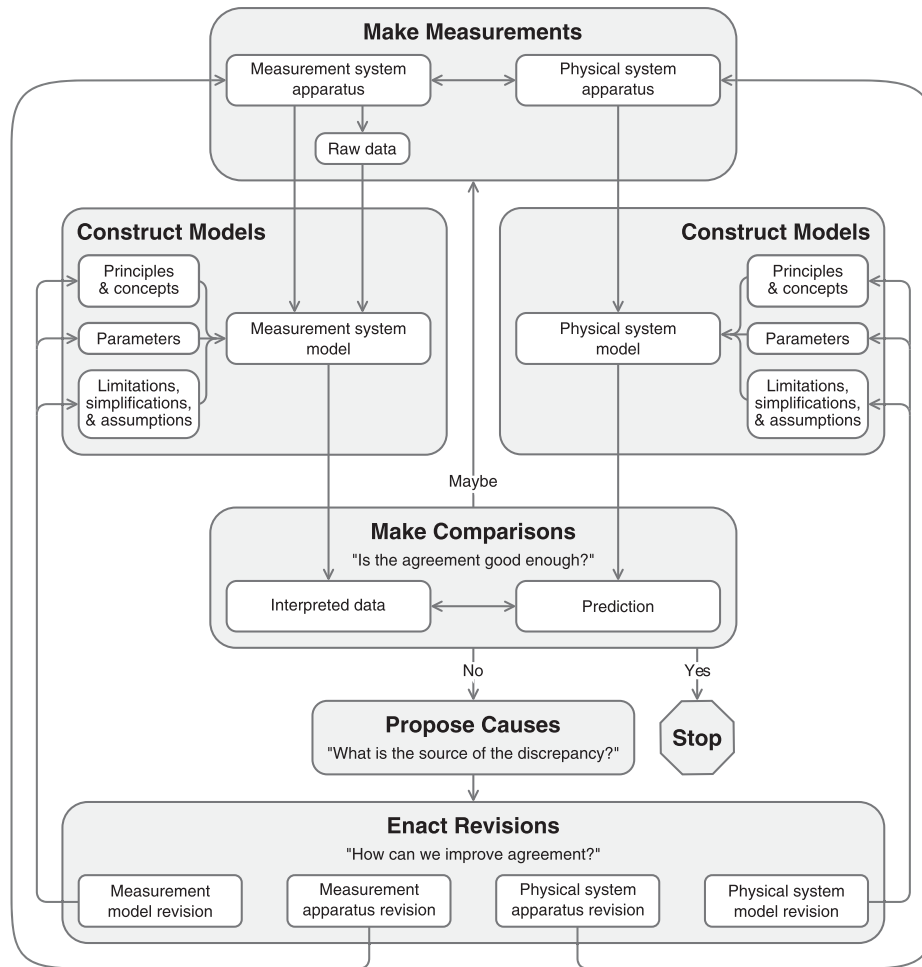 Make Measurements
Measurement system
apparatus
Physical system
apparatus
Raw data
Construct Models
Principles
& concepts
Parameters
Limitations,
simplifications,
& assumptions
Measurement system
model
Construct Models
Physical system
model
Principles
& concepts
Parameters
Limitations,
simplifications,
& assumptions
Maybe
Make Comparisons
"Is the agreement good enough?"
Interpreted data
Prediction
No
Yes
Propose Causes
"What is the source of the discrepancy?"
Stop
Enact Revisions
"How can we improve agreement?"
Measurement
model revision
Measurement
apparatus revision
Physical system
apparatus revision
Physical system
model revision